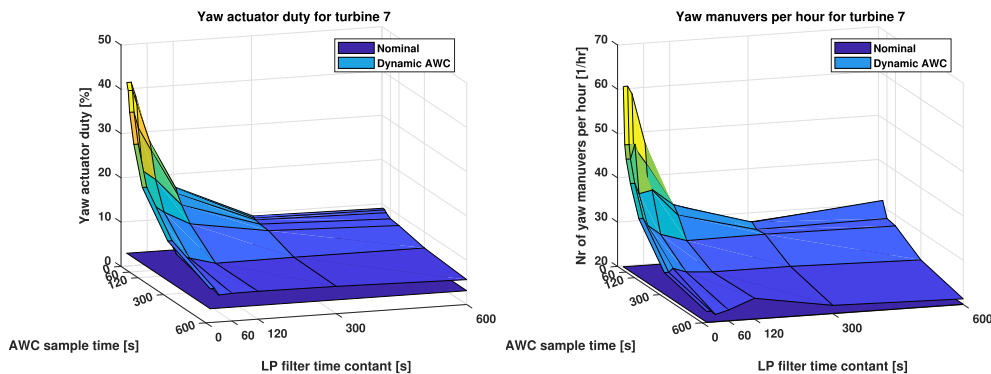 Yaw actuator duty for turbine 7
Nominal
Dynamic AWC
Yaw actuator duty [%]
50
40
30
20
10
0
0
60
120
300
600
AWC sample time [s]
0
60
120
300
600
LP filter time contant [s]
Yaw manuvers per hour for turbine 7
Nominal
Dynamic AWC
Nr of yaw manuvers per hour [1/hr]
70
60
50
40
30
20
0
60
120
300
600
AWC sample time [s]
0
60
120
300
600
LP filter time contant [s]